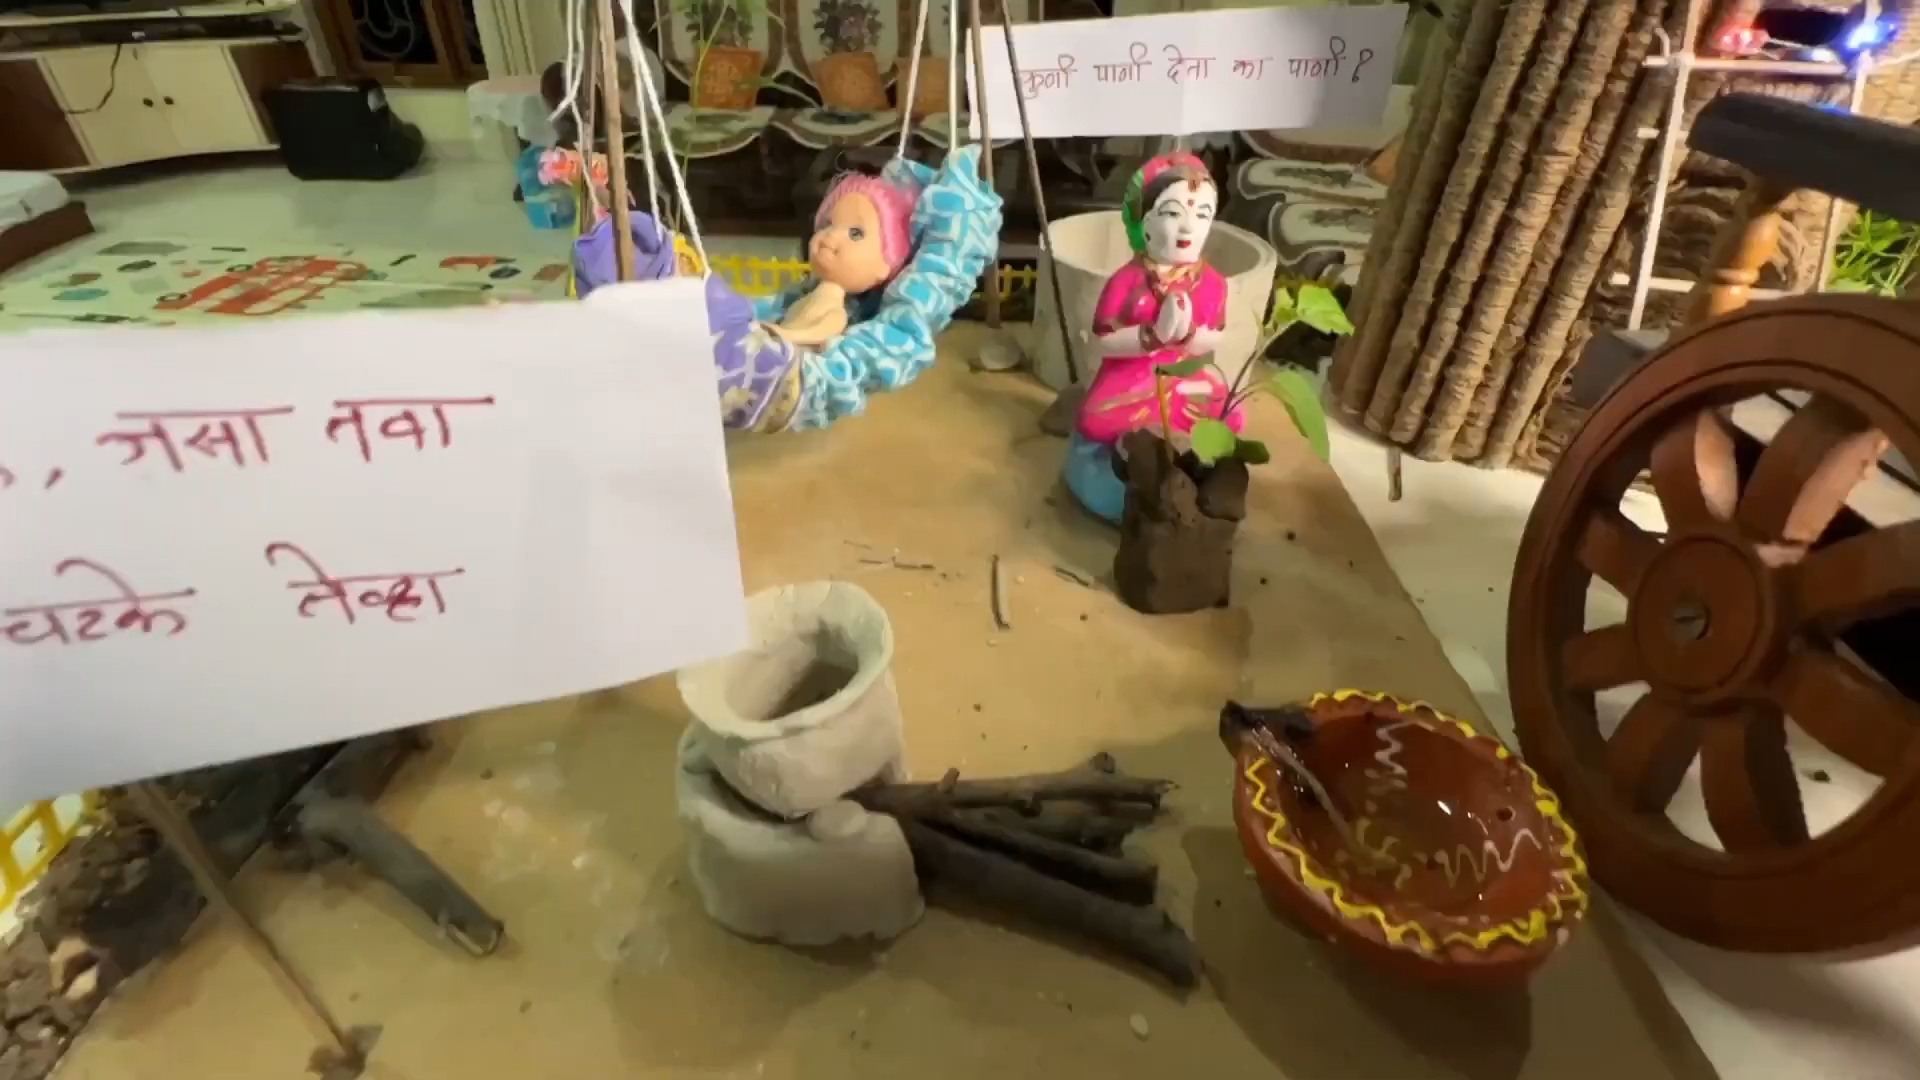 कुणी पाणी देता का पाणी?
, जसा तवा
चटके तेव्हा